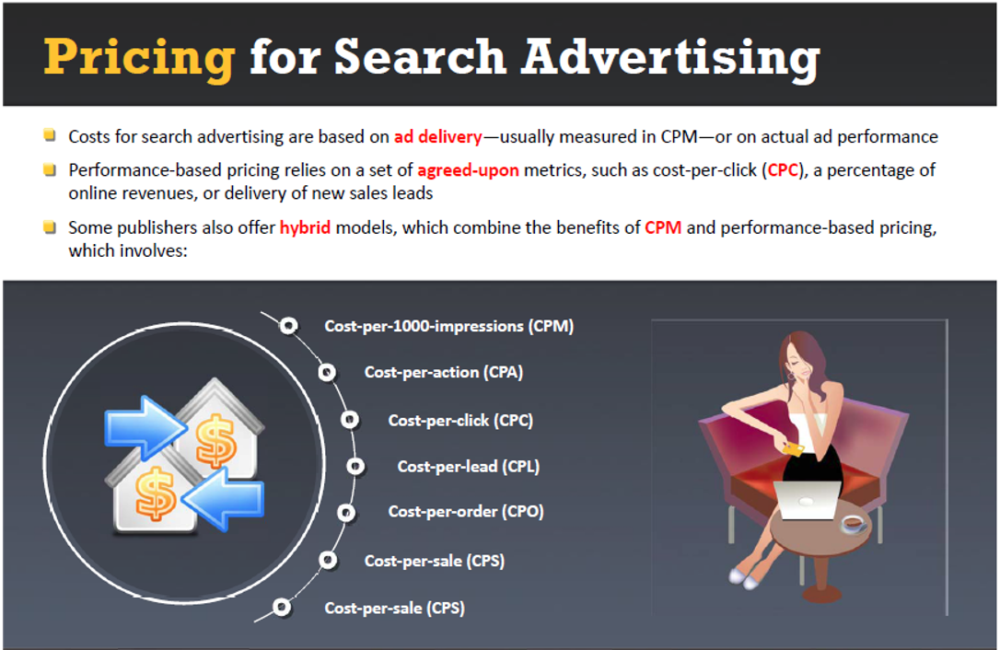 Pricing for Search Advertising
Costs for search advertising are based on ad delivery—usually measured in CPM—or on actual ad performance
Performance-based pricing relies on a set of agreed-upon metrics, such as cost-per-click (CPC), a percentage of
online revenues, or delivery of new sales leads
Some publishers also offer hybrid models, which combine the benefits of CPM and performance-based pricing,
which involves:
Cost-per-1000-impressions (CPM)
Cost-per-action (CPA)
Cost-per-click (CPC)
Cost-per-lead (CPL)
Cost-per-order (CPO)
Cost-per-sale (CPS)
Cost-per-sale (CPS)
$
$